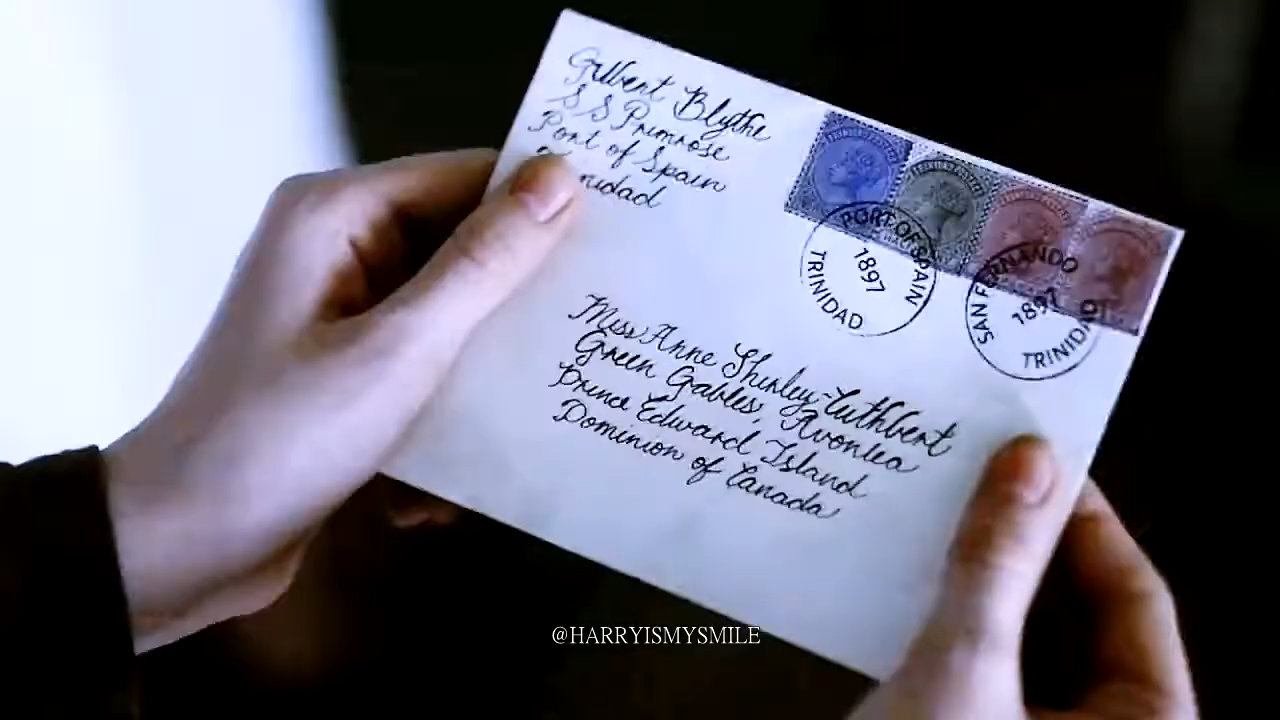 Gilbert Blythe
S S Primrose
Port of Spain
Trinidad
PORT OF SPAIN
1897
TRINIDAD
SAN FERNANDO
1897
TRINIDAD
Miss Anne Shirley-Cuthbert
Green Gables, Avonlea
Prince Edward Island
Dominion of Canada
@HARRYISMYSMILE